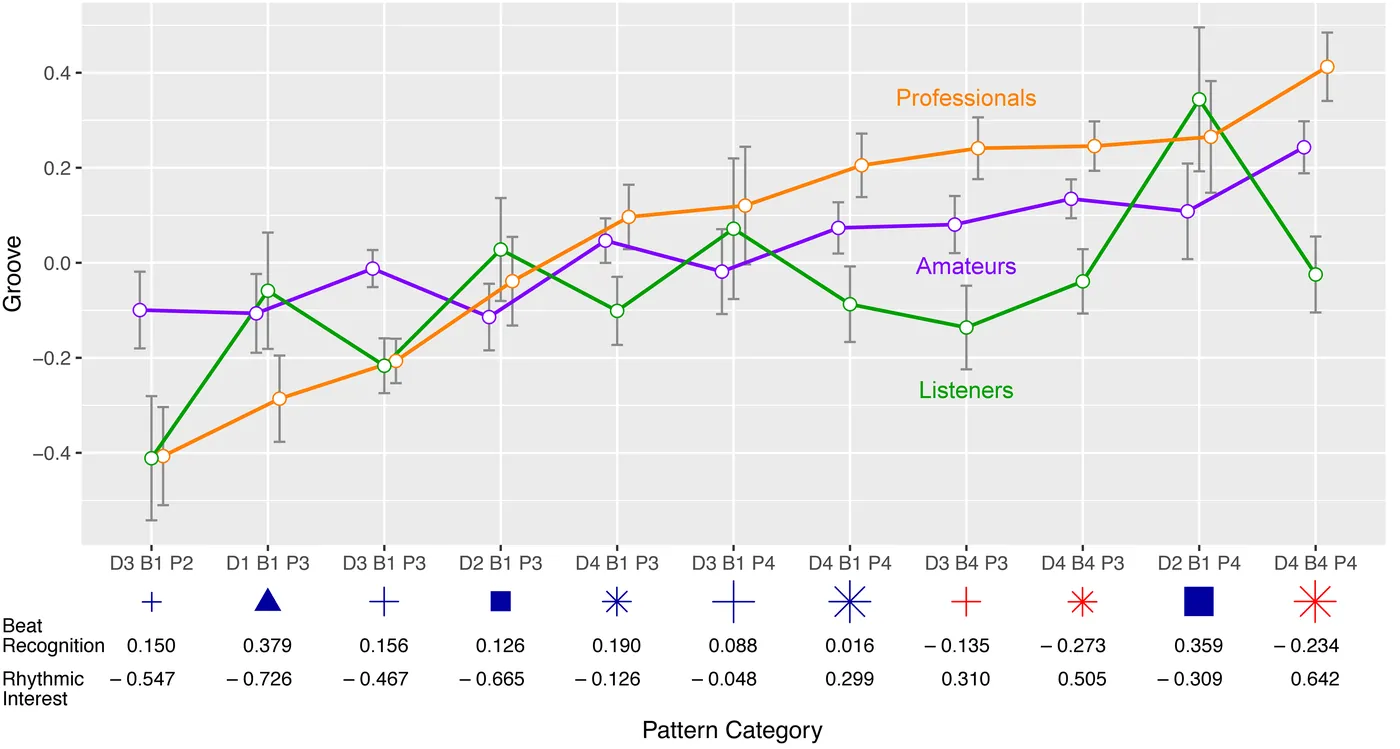 Groove
0.4
0.2
0.0
−0.2
−0.4
Professionals
Amateurs
Listeners
D3 B1 P2 D1 B1 P3 D3 B1 P3 D2 B1 P3 D4 B1 P3 D3 B1 P4 D4 B1 P4 D3 B4 P3 D4 B4 P3 D2 B1 P4 D4 B4 P4
Beat
Recognition 0.150 0.379 0.156 0.126 0.190 0.088 0.016 – 0.135 – 0.273 0.359 – 0.234
Rhythmic – 0.547 – 0.726 – 0.467 – 0.665 – 0.126 – 0.048 0.299 0.310 0.505 – 0.309 0.642
Interest
Pattern Category